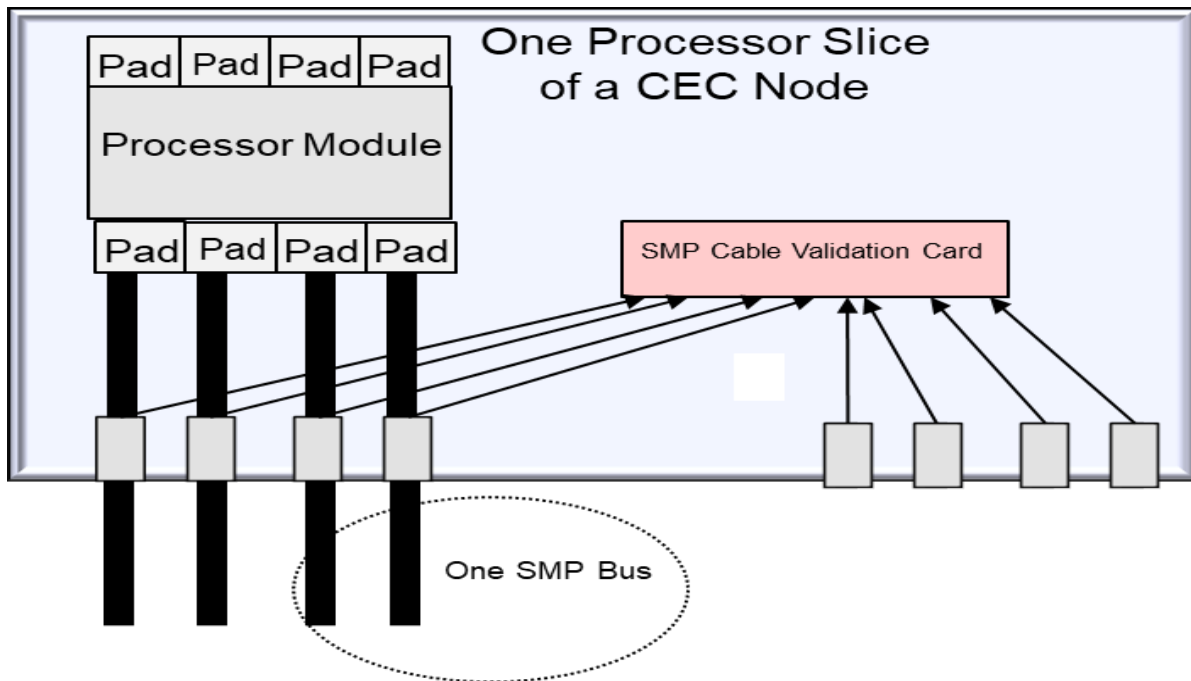 One Processor Slice
of a CEC Node
Pad Pad Pad Pad
Processor Module
Pad Pad Pad Pad
SMP Cable Validation Card
One SMP Bus